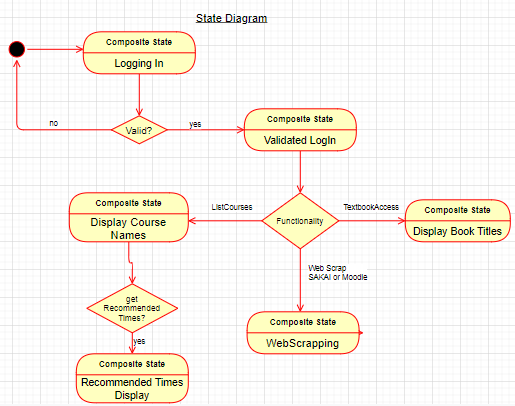 State Diagram
Composite State
Logging In
no
Valid?
yes
Composite State
Validated LogIn
Composite State
Display Course
Names
ListCourses
Functionality
TextbookAccess
Composite State
Display Book Titles
Web Scrap
SAKAI or Moodle
get
Recommended
Times?
Composite State
WebScrapping
yes
Composite State
Recommended Times
Display